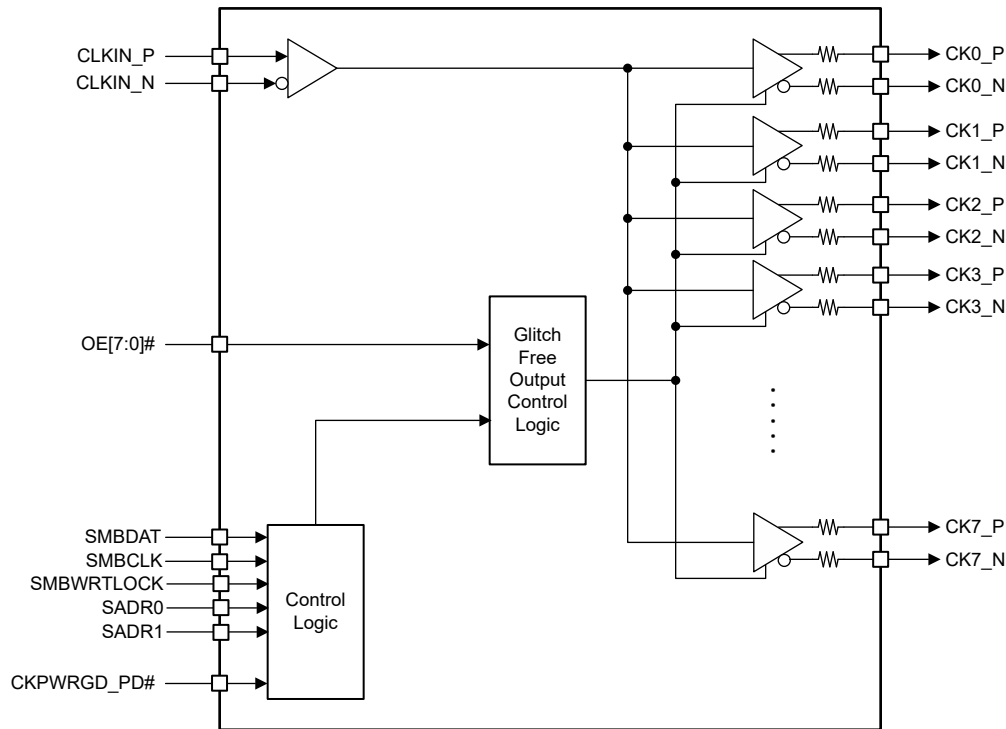 CLKIN_P
CLKIN_N
CK0_P
CK0_N
CK1_P
CK1_N
CK2_P
CK2_N
CK3_P
CK3_N
OE[7:0]#
Glitch
Free
Output
Control
Logic
SMBDAT
SMBCLK
SMBWRTLOCK
SADR0
SADR1
CKPWRGD_PD#
Control
Logic
CK7_P
CK7_N